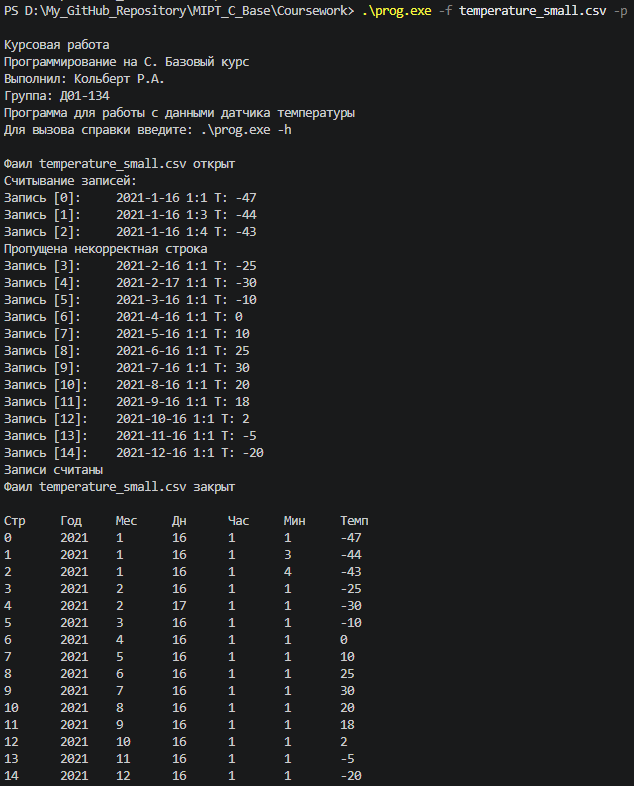 PS D:\My_GitHub_Repository\MIPT_C_Base\Coursework> .\prog.exe -f temperature_small.csv -p
Курсовая работа
Программирование на С. Базовый курс
Выполнил: Кольберт Р.А.
Группа: Д01-134
Программа для работы с данными датчика температуры
Для вызова справки введите: .\prog.exe -h
Фаил temperature_small.csv открыт
Считывание записей:
Запись [0]: 2021-1-16 1:1 T: -47
Запись [1]: 2021-1-16 1:3 T: -44
Запись [2]: 2021-1-16 1:4 T: -43
Пропущена некорректная строка
Запись [3]: 2021-2-16 1:1 T: -25
Запись [4]: 2021-2-17 1:1 T: -30
Запись [5]: 2021-3-16 1:1 T: -10
Запись [6]: 2021-4-16 1:1 T: 0
Запись [7]: 2021-5-16 1:1 T: 10
Запись [8]: 2021-6-16 1:1 T: 25
Запись [9]: 2021-7-16 1:1 T: 30
Запись [10]: 2021-8-16 1:1 T: 20
Запись [11]: 2021-9-16 1:1 T: 18
Запись [12]: 2021-10-16 1:1 T: 2
Запись [13]: 2021-11-16 1:1 T: -5
Запись [14]: 2021-12-16 1:1 T: -20
Записи считаны
Фаил temperature_small.csv закрыт
Стр Год Мес Дн Час Мин Темп
0 2021 1 16 1 1 -47
1 2021 1 16 1 3 -44
2 2021 1 16 1 4 -43
3 2021 2 16 1 1 -25
4 2021 2 17 1 1 -30
5 2021 3 16 1 1 -10
6 2021 4 16 1 1 0
7 2021 5 16 1 1 10
8 2021 6 16 1 1 25
9 2021 7 16 1 1 30
10 2021 8 16 1 1 20
11 2021 9 16 1 1 18
12 2021 10 16 1 1 2
13 2021 11 16 1 1 -5
14 2021 12 16 1 1 -20